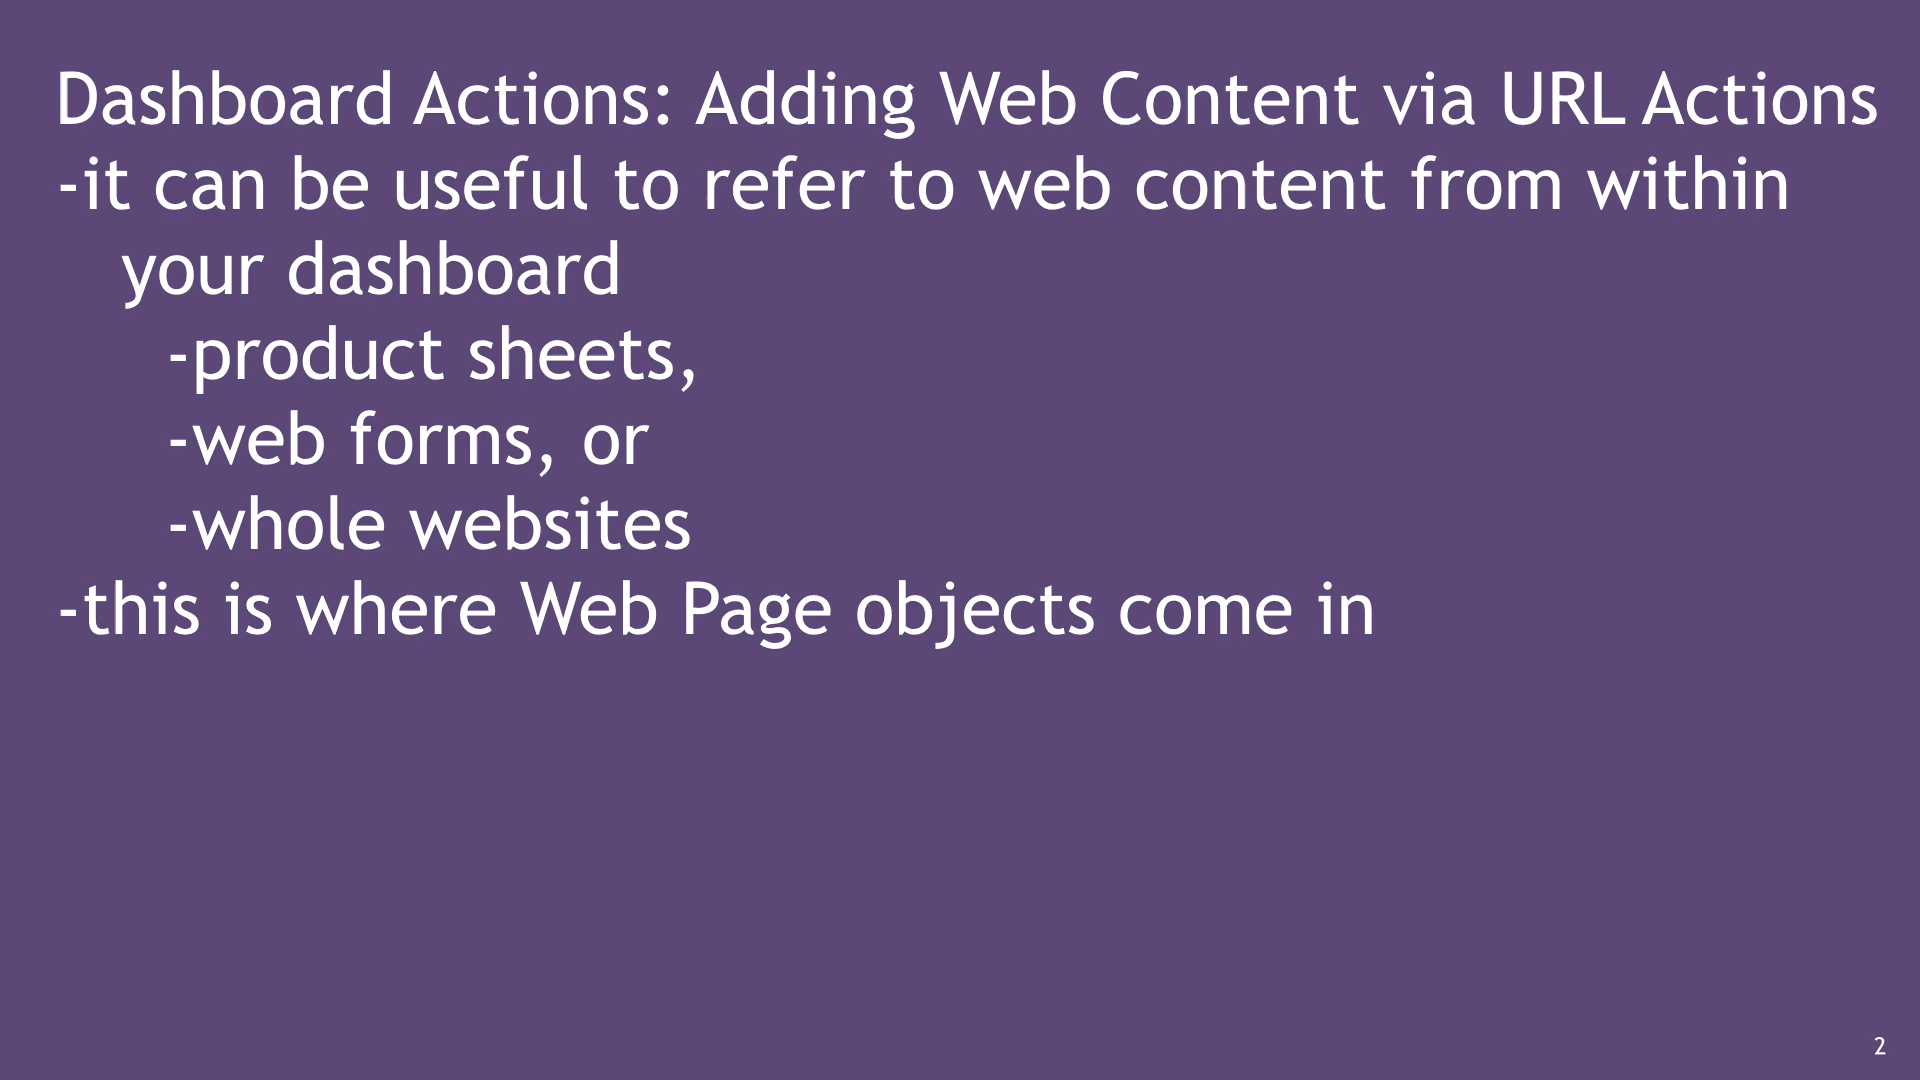 Dashboard Actions: Adding Web Content via URL Actions
-it can be useful to refer to web content from within
your dashboard
-product sheets,
-web forms, or
-whole websites
-this is where Web Page objects come in
2